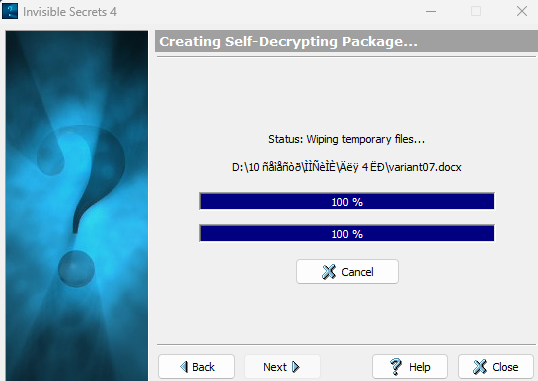 Invisible Secrets 4
Creating Self-Decrypting Package...
Status: Wiping temporary files...
D:\10 ñåìåñòð\ÌÌÑèÌÈ\Äëÿ 4 ËÐ\variant07.docx
100 %
100 %
Cancel
Back
Next
Help
Close